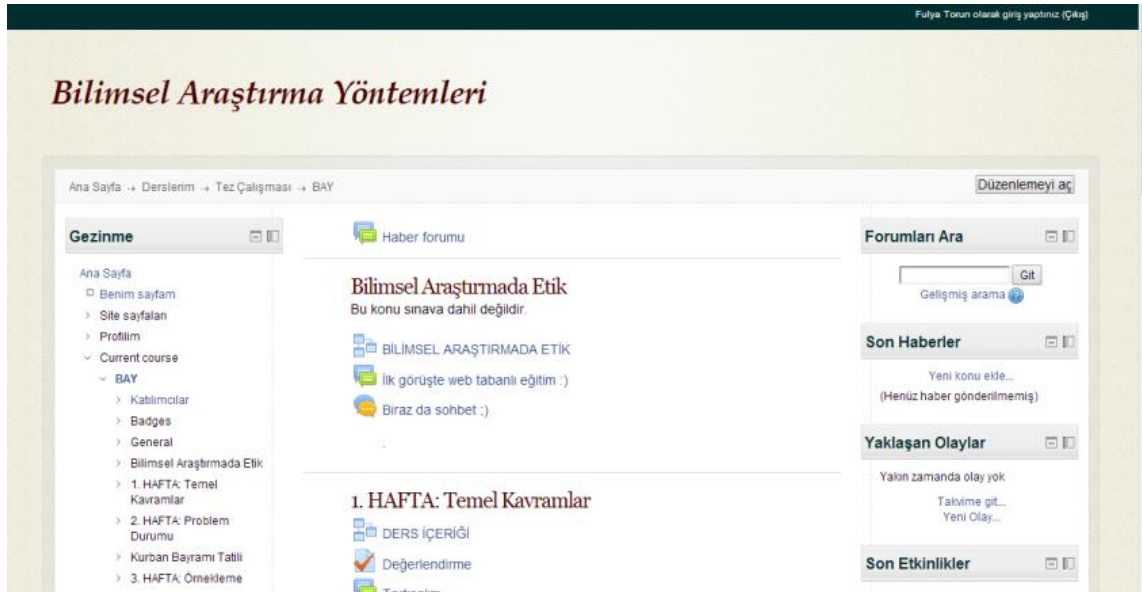 Fulya Torun olarak giriş yaptınız (Çıkış)
Bilimsel Araştırma Yöntemleri
Ana Sayfa → Derslerim → Tez Çalışması → BAY
Düzenlemeyi aç
Gezinme
Ana Sayfa
Benim sayfam
Site sayfaları
Profilim
Current course
BAY
Katılımcılar
Badges
General
Bilimsel Araştırmada Etik
1. HAFTA: Temel
Kavramlar
2. HAFTA: Problem
Durumu
Kurban Bayramı Tatili
3. HAFTA: Örnekleme
Haber forumu
Bilimsel Araştırmada Etik
Bu konu sınava dahil değildir.
BİLİMSEL ARAŞTIRMADA ETİK
İlk görüşte web tabanlı eğitim :)
Biraz da sohbet ;)
1. HAFTA: Temel Kavramlar
DERS İÇERİĞİ
Değerlendirme
Forumları Ara
Git
Gelişmiş arama
Son Haberler
Yeni konu ekle...
(Henüz haber gönderilmemiş)
Yaklaşan Olaylar
Yakın zamanda olay yok
Takvime git...
Yeni Olay...
Son Etkinlikler